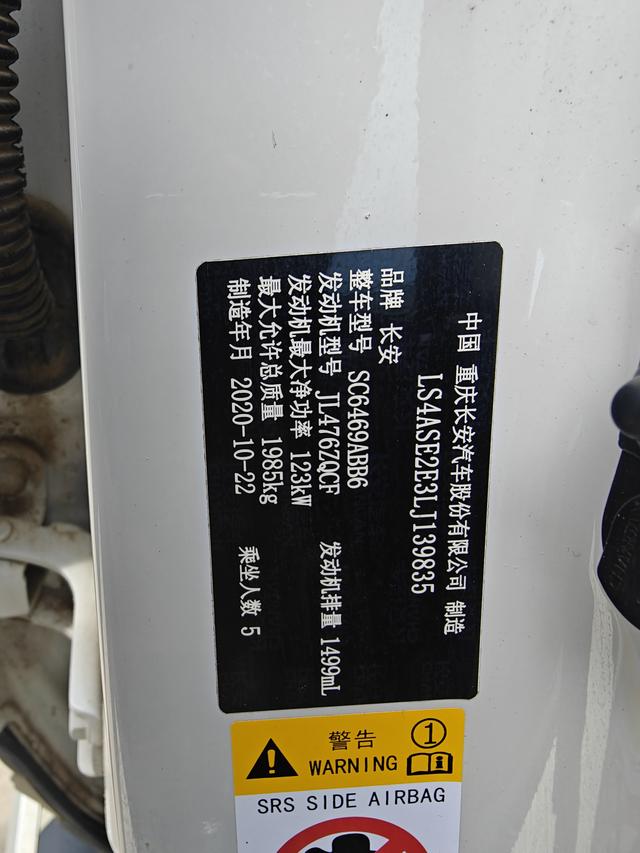 中国 重庆长安汽车股份有限公司 制造
LS4ASE2E3LJ139835
品牌 长安
整车型号 SC6469ABB6
发动机型号 JL476ZQCF 发动机排量 1499mL
发动机最大净功率 123kW
最大允许总质量 1985kg
制造年月 2020-10-22 乘坐人数 5
警告 1
WARNING
SRS SIDE AIRBAG